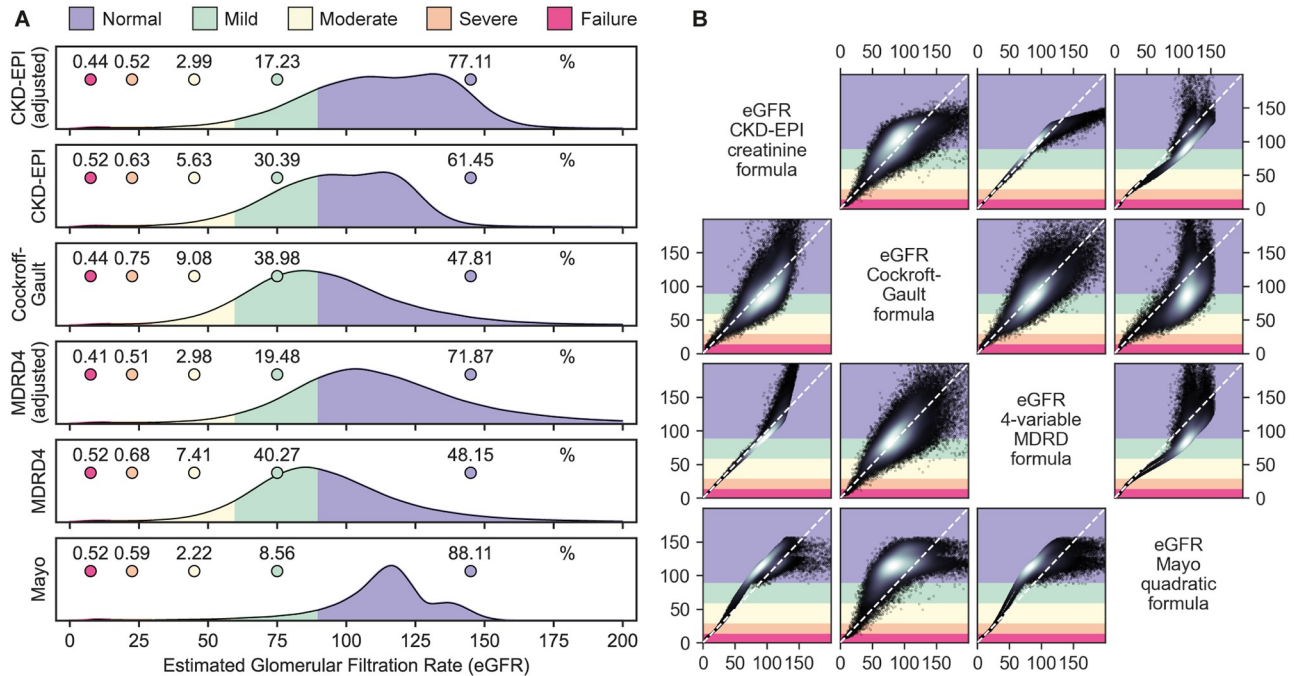 A
Normal Mild Moderate Severe Failure
CKD-EPI
(adjusted)
0.44 0.52 2.99 17.23 77.11 %
CKD-EPI
0.52 0.63 5.63 30.39 61.45 %
Cockroft-
Gault
0.44 0.75 9.08 38.98 47.81 %
MDRD4
(adjusted)
0.41 0.51 2.98 19.48 71.87 %
MDRD4
0.52 0.68 7.41 40.27 48.15 %
Mayo
0.52 0.59 2.22 8.56 88.11 %
0 25 50 75 100 125 150 175 200
Estimated Glomerular Filtration Rate (eGFR)
B
0 50 100 150 0 50 100 150 0 50 100 150
eGFR
CKD-EPI
creatinine
formula
150
100
50
0
150
100
50
0
eGFR
Cockroft-
Gault
formula
150
100
50
0
150
100
50
0
eGFR
4-variable
MDRD
formula
150
100
50
0
150
100
50
0
eGFR
Mayo
quadratic
formula
0 50 100 150 0 50 100 150 0 50 100 150